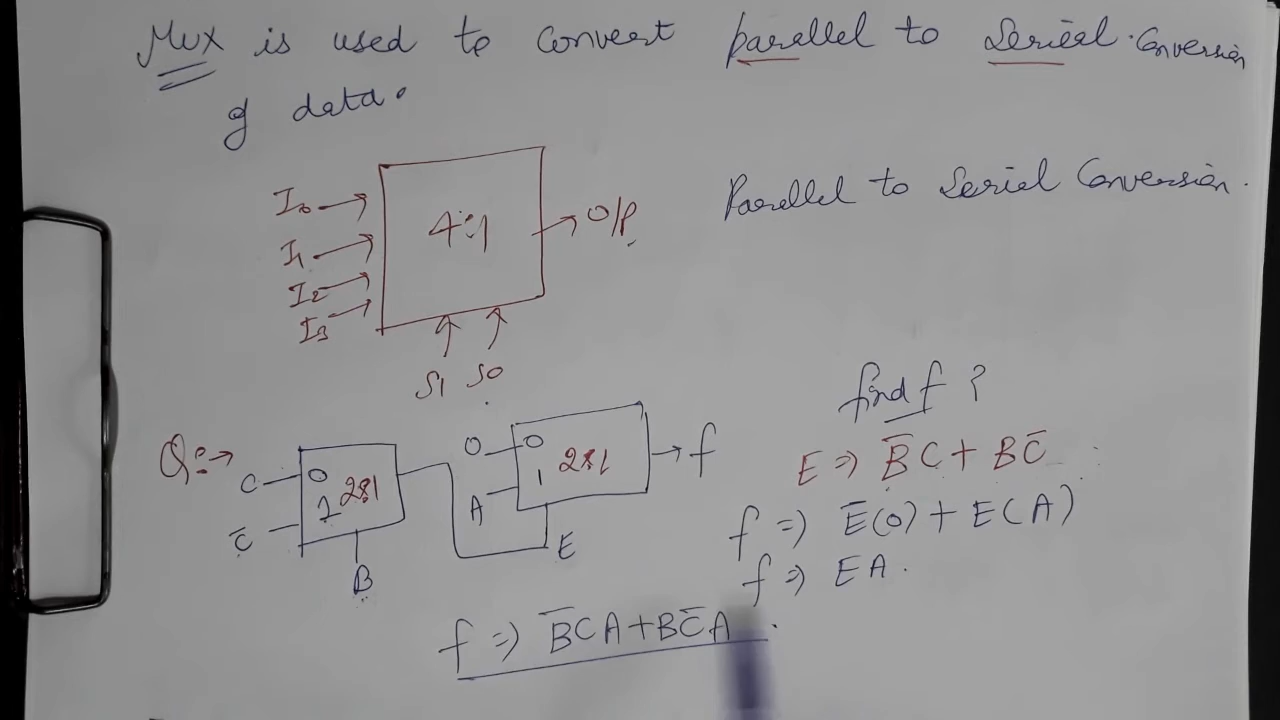 Mux is used to convert parallel to Serial Conversion
of data.
I0
I1
I2
I3
4:1
O/P
S1 S0
Parallel to Serial Conversion.
find f ?
Q:→
C
C̅
0
1
2:1
B
0
A
0
1
2:1
E
f
E ⇒ B̅C + BC̅
f ⇒ E̅(0) + E(A)
f ⇒ EA.
f ⇒ B̅CA + BC̅A